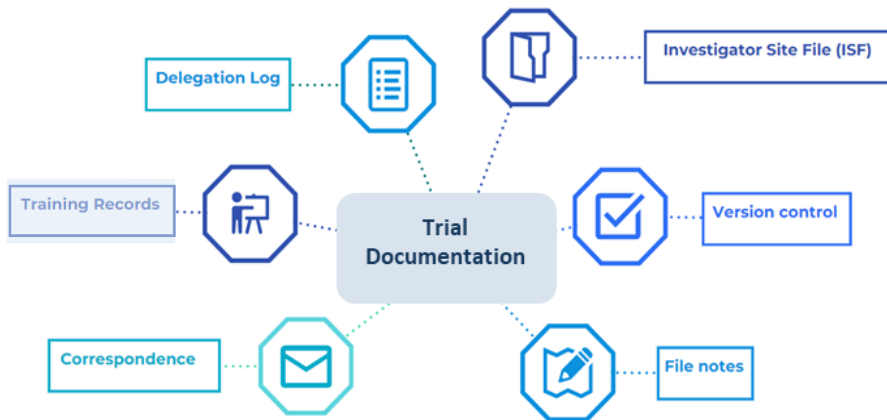 Delegation Log
Investigator Site File (ISF)
Training Records
Trial
Documentation
Version control
Correspondence
File notes